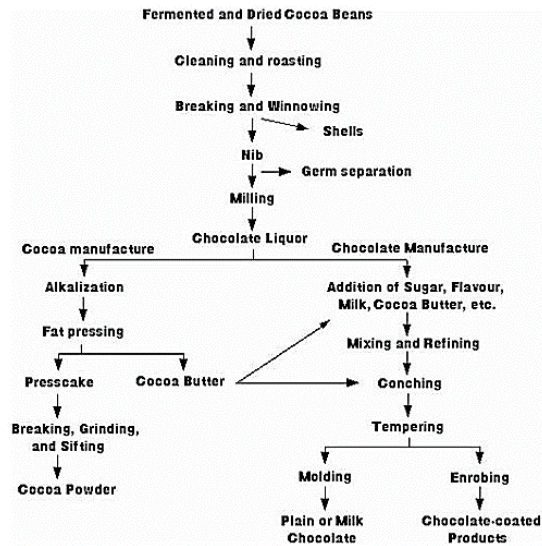 Fermented and Dried Cocoa Beans
Cleaning and roasting
Breaking and Winnowing
Shells
Nib
Germ separation
Milling
Chocolate Liquor
Cocoa manufacture
Chocolate Manufacture
Alkalization
Addition of Sugar, Flavour,
Milk, Cocoa Butter, etc.
Fat pressing
Mixing and Refining
Presscake
Cocoa Butter
Conching
Breaking, Grinding,
and Sifting
Tempering
Cocoa Powder
Molding
Enrobing
Plain or Milk
Chocolate
Chocolate-coated
Products